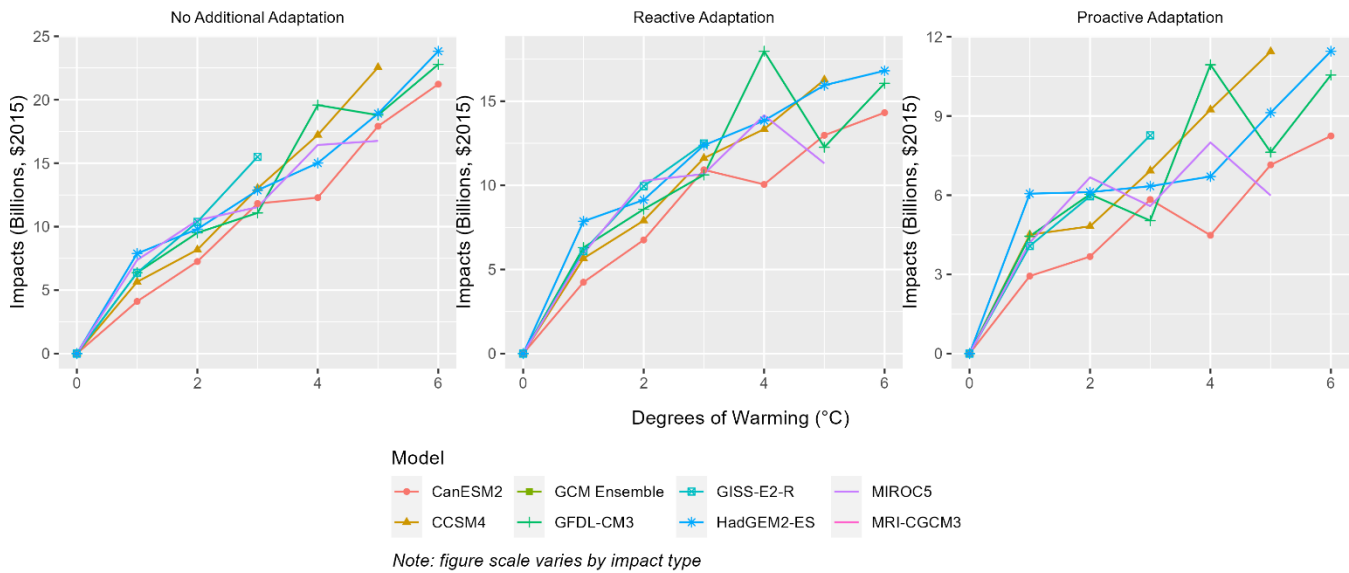 No Additional Adaptation
Reactive Adaptation
Proactive Adaptation
Impacts (Billions, $2015)
25
20
15
10
5
0
0 2 4 6
Impacts (Billions, $2015)
15
10
5
0
0 2 4 6
Impacts (Billions, $2015)
12
9
6
3
0
0 2 4 6
Degrees of Warming (°C)
Model
CanESM2 GCM Ensemble GISS-E2-R MIROC5
CCSM4 GFDL-CM3 HadGEM2-ES MRI-CGCM3
Note: figure scale varies by impact type